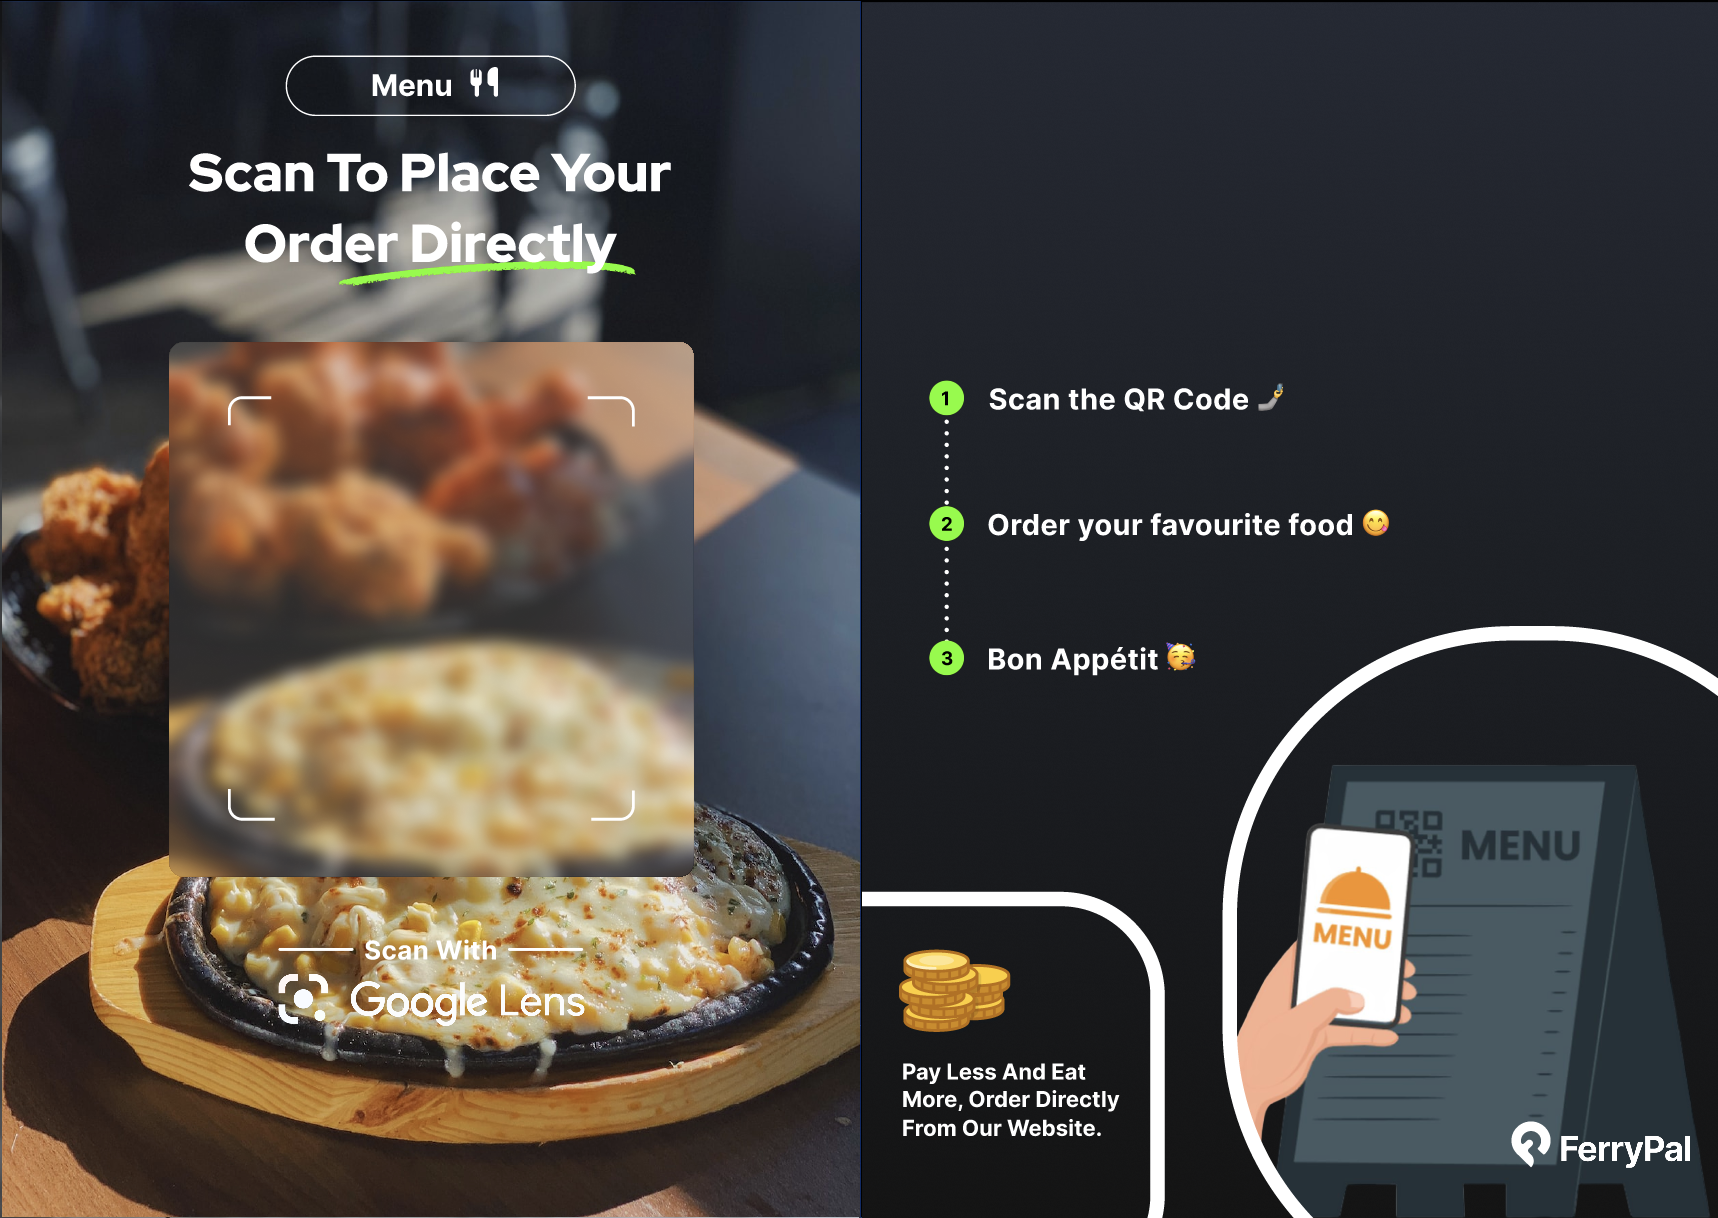 Menu
Scan To Place Your
Order Directly
Scan With
Google Lens
1 Scan the QR Code
2 Order your favourite food
3 Bon Appétit
Pay Less And Eat
More, Order Directly
From Our Website.
MENU
MENU
FerryPal